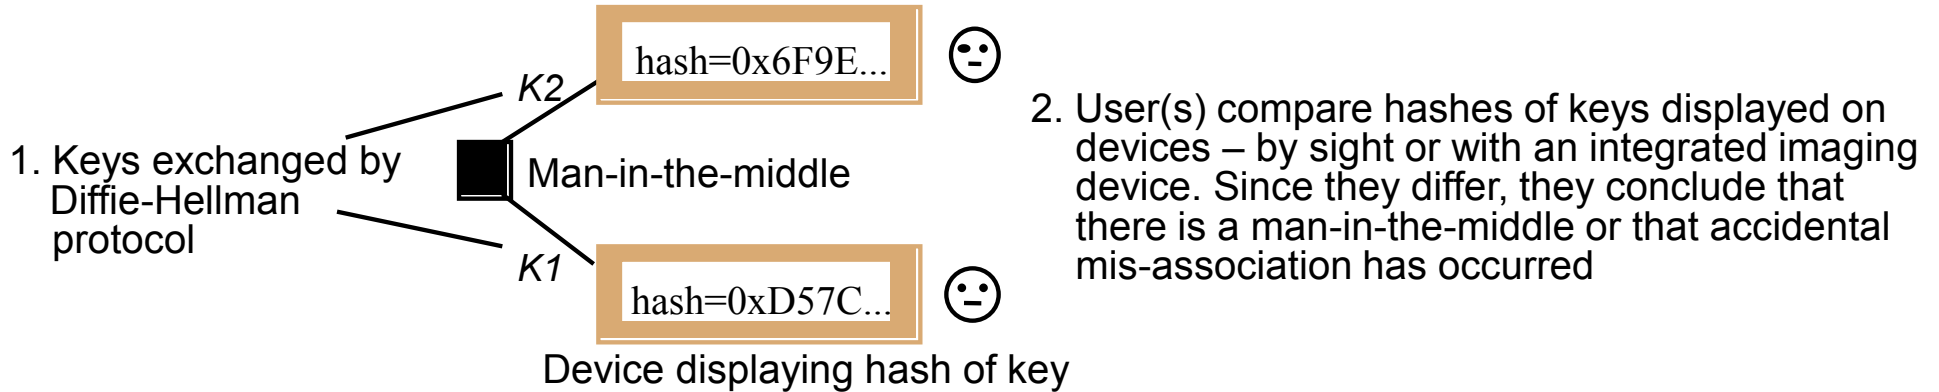 hash=0x6F9E...
K2
1. Keys exchanged by
Diffie-Hellman
protocol
Man-in-the-middle
K1
hash=0xD57C...
Device displaying hash of key
2. User(s) compare hashes of keys displayed on
devices – by sight or with an integrated imaging
device. Since they differ, they conclude that
there is a man-in-the-middle or that accidental
mis-association has occurred